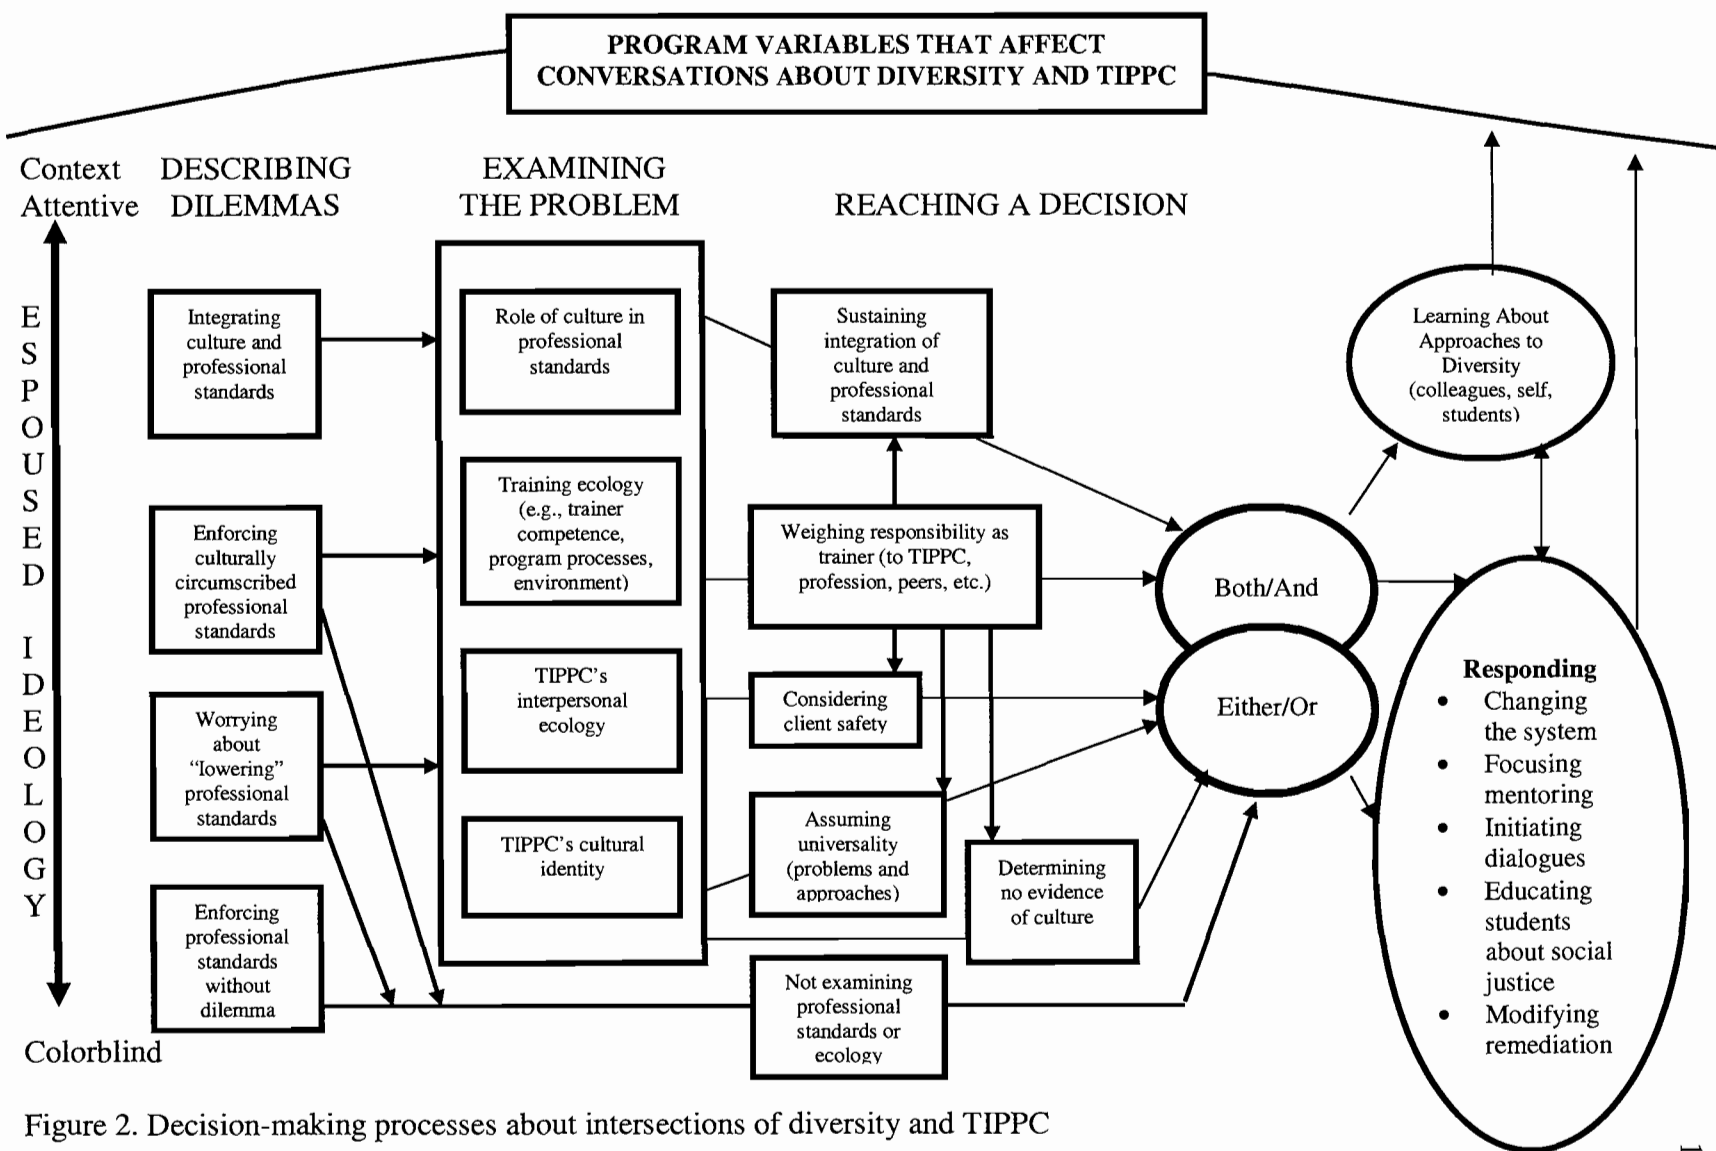 PROGRAM VARIABLES THAT AFFECT
CONVERSATIONS ABOUT DIVERSITY AND TIPPC
Context
Attentive
DESCRIBING
DILEMMAS
EXAMINING
THE PROBLEM
REACHING A DECISION
ESPOUSED IDEOLOGY
Colorblind
Integrating
culture and
professional
standards
Enforcing
culturally
circumscribed
professional
standards
Worrying
about
“lowering”
professional
standards
Enforcing
professional
standards
without
dilemma
Role of culture in
professional
standards
Training ecology
(e.g., trainer
competence,
program processes,
environment)
TIPPC’s
interpersonal
ecology
TIPPC’s cultural
identity
Sustaining
integration of
culture and
professional
standards
Weighing responsibility as
trainer (to TIPPC,
profession, peers, etc.)
Considering
client safety
Assuming
universality
(problems and
approaches)
Determining
no evidence
of culture
Not examining
professional
standards or
ecology
Both/And
Either/Or
Learning About
Approaches to
Diversity
(colleagues, self,
students)
Responding
• Changing
the system
• Focusing
mentoring
• Initiating
dialogues
• Educating
students
about social
justice
• Modifying
remediation
Figure 2. Decision-making processes about intersections of diversity and TIPPC
1